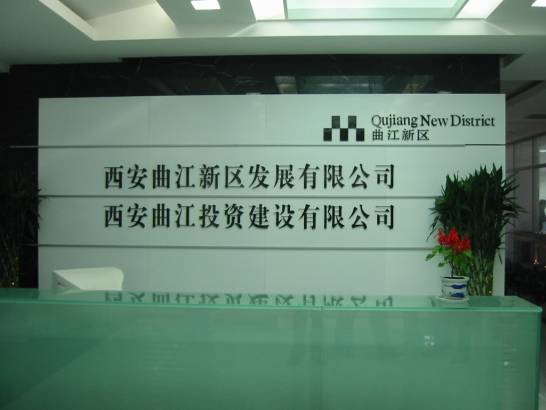 Qujiang New District
曲江新区
西安曲江新区发展有限公司
西安曲江投资建设有限公司